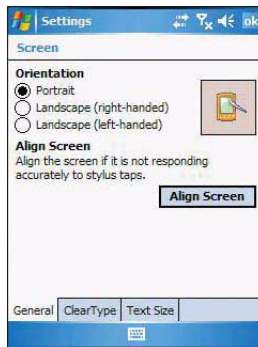 Settings
ok
Screen
Orientation
Portrait
Landscape (right-handed)
Landscape (left-handed)
Align Screen
Align the screen if it is not responding
accurately to stylus taps.
Align Screen
General ClearType Text Size